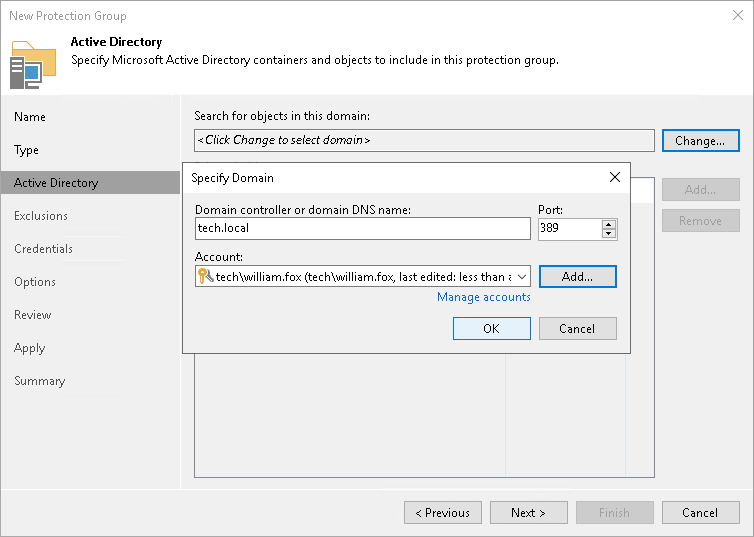 New Protection Group
Active Directory
Specify Microsoft Active Directory containers and objects to include in this protection group.
Name
Type
Active Directory
Exclusions
Credentials
Options
Review
Apply
Summary
Search for objects in this domain:
<Click Change to select domain>
Change...
Add...
Remove
Specify Domain
Domain controller or domain DNS name:
Port:
tech.local
389
Account:
tech\william.fox (tech\william.fox, last edited: less than a
Add...
Manage accounts
OK
Cancel
< Previous
Next >
Finish
Cancel